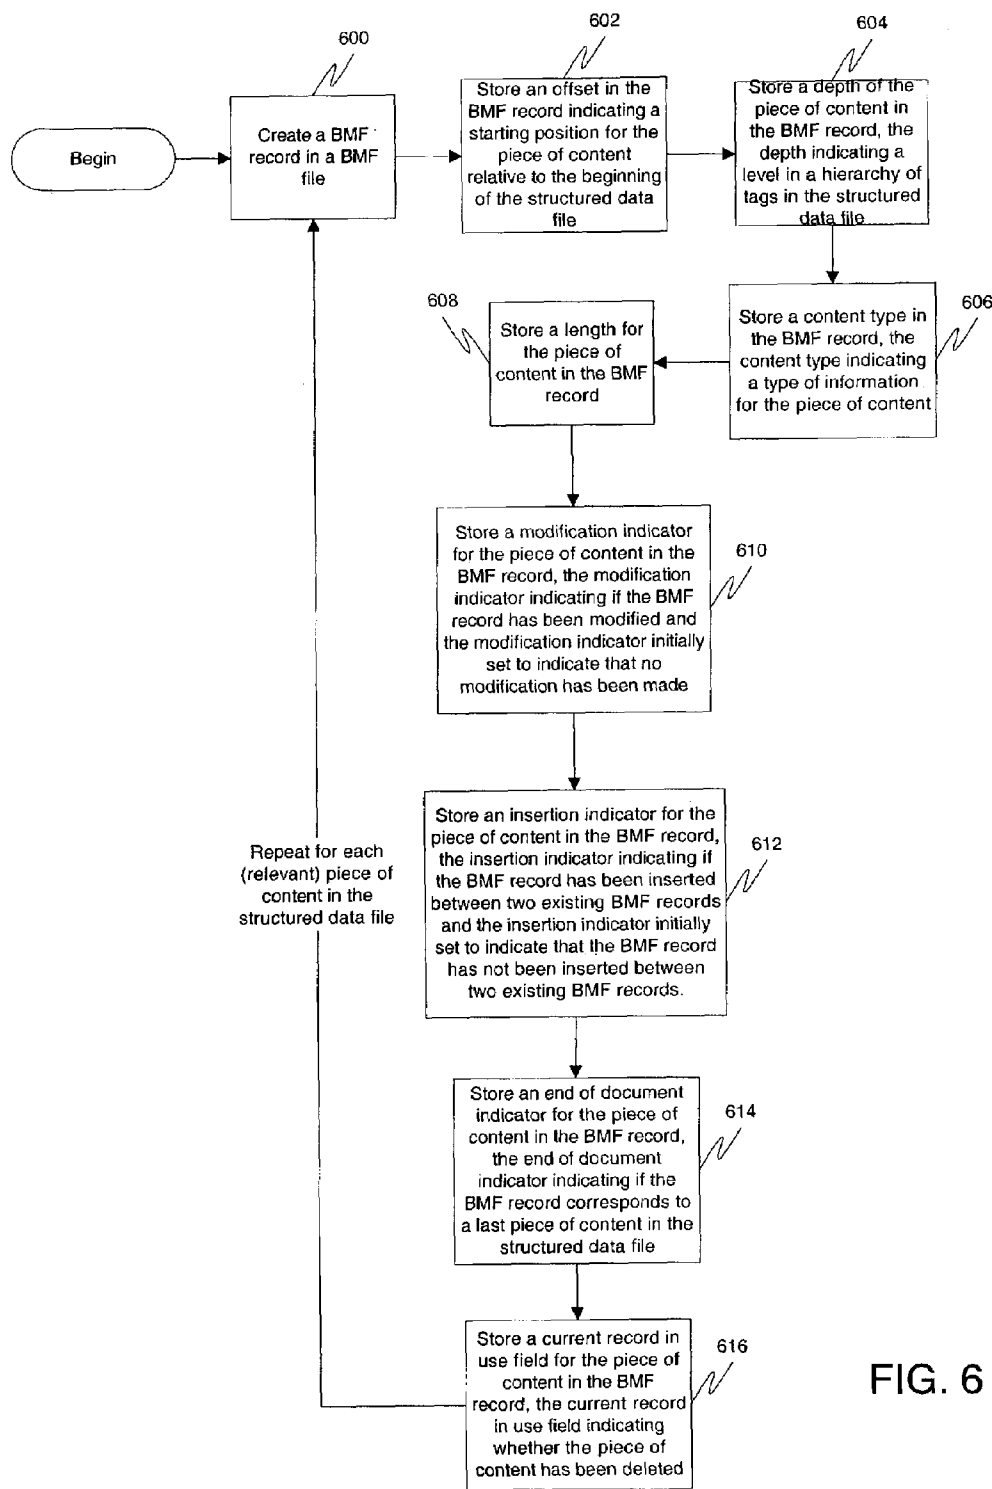 600
602
604
Begin
Create a BMF
record in a BMF
file
Store an offset in the
BMF record indicating a
starting position for the
piece of content
relative to the beginning
of the structured data
file
Store a depth of the
piece of content in
the BMF record, the
depth indicating a
level in a hierarchy of
tags in the structured
data file
608
Store a length for
the piece of
content in the BMF
record
606
Store a content type in
the BMF record, the
content type indicating
a type of information
for the piece of content
610
Store a modification indicator
for the piece of content in the
BMF record, the modification
indicator indicating if the BMF
record has been modified and
the modification indicator initially
set to indicate that no
modification has been made
612
Store an insertion indicator for the
piece of content in the BMF record,
the insertion indicator indicating if
the BMF record has been inserted
between two existing BMF records
and the insertion indicator initially
set to indicate that the BMF record
has not been inserted between
two existing BMF records.
Repeat for each
(relevant) piece of
content in the
structured data file
614
Store an end of document
indicator for the piece of
content in the BMF record,
the end of document
indicator indicating if the
BMF record corresponds to
a last piece of content in the
structured data file
616
Store a current record in
use field for the piece of
content in the BMF
record, the current record
in use field indicating
whether the piece of
content has been deleted
FIG. 6